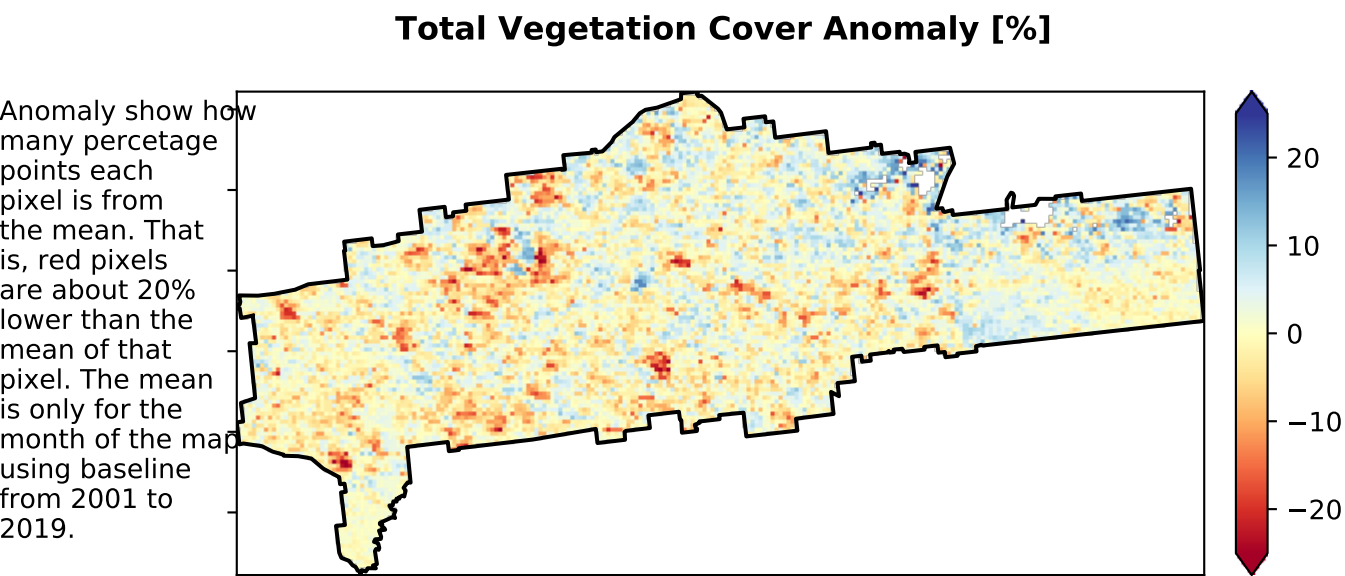 Total Vegetation Cover Anomaly [%]
Anomaly show how
many percetage
points each
pixel is from
the mean. That
is, red pixels
are about 20%
lower than the
mean of that
pixel. The mean
is only for the
month of the map
using baseline
from 2001 to
2019.
20
10
0
−10
−20